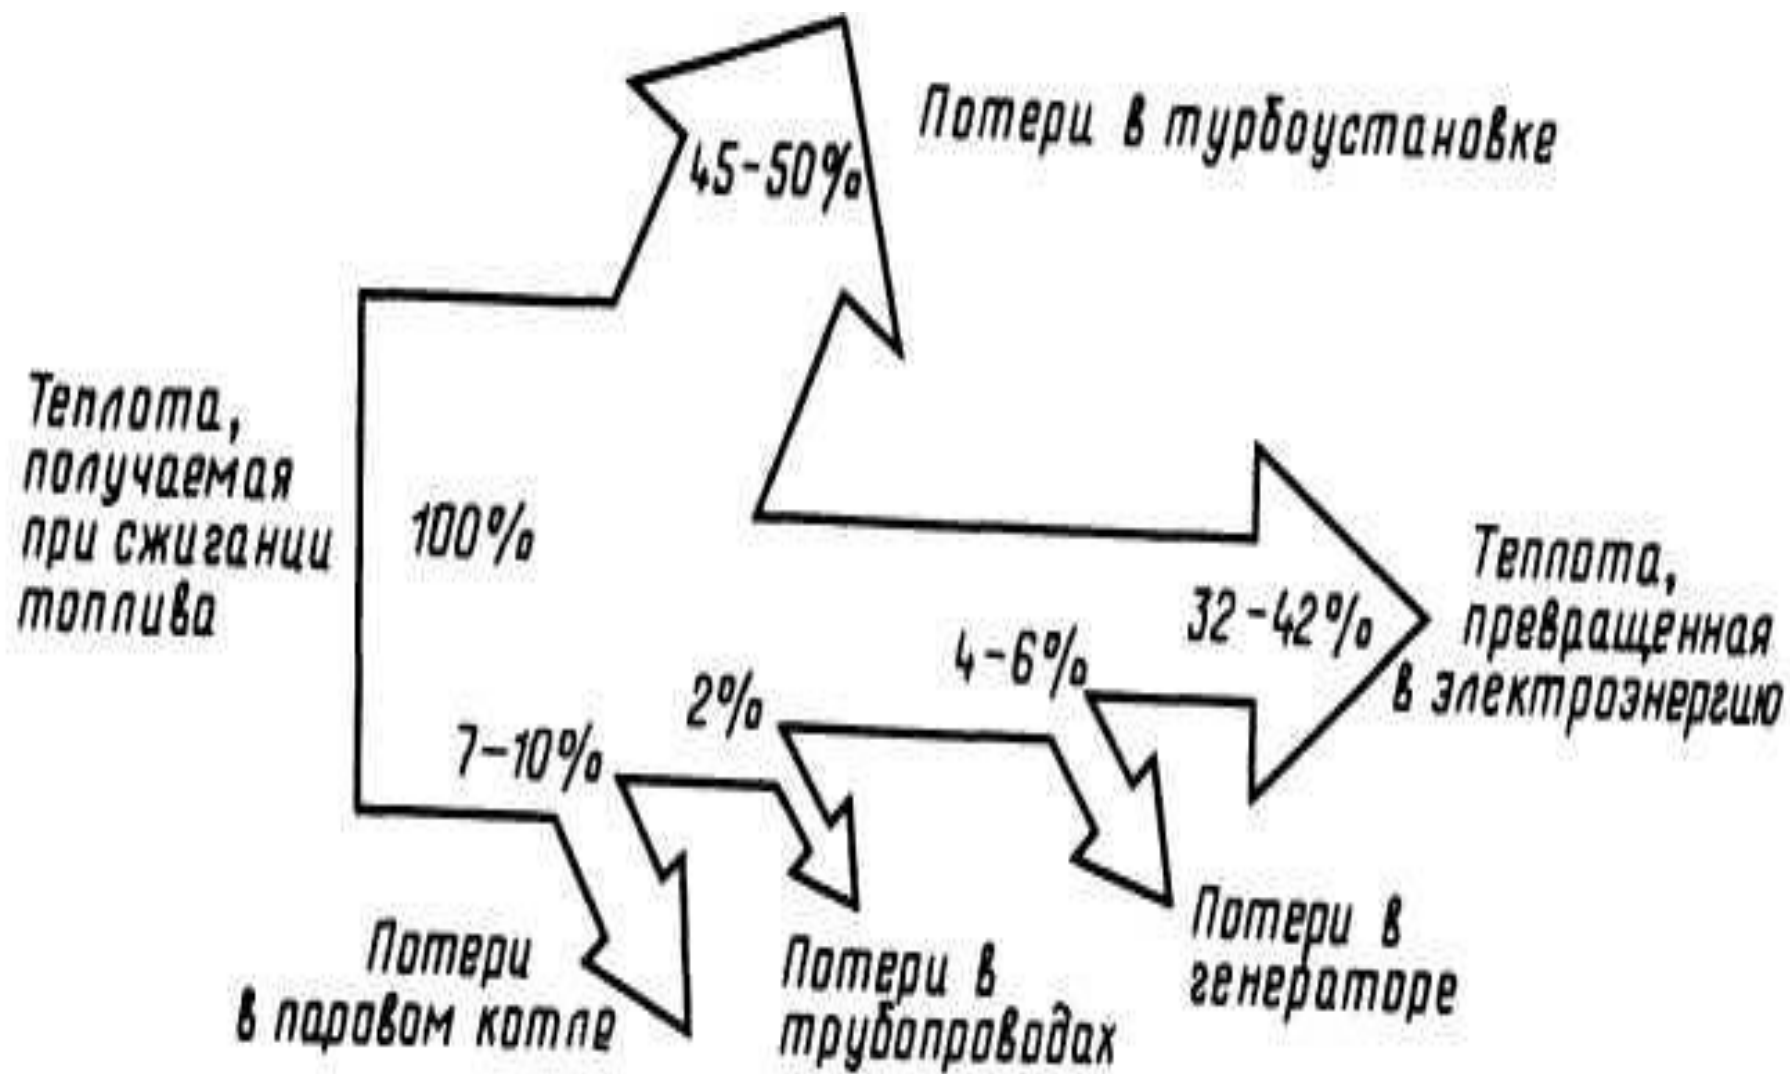 Потери в турбоустановке
45-50%
Теплота,
получаемая
при сжигании
топлива
100%
Теплота,
превращенная
в электроэнергию
32-42%
4-6%
2%
7-10%
Потери
в паровом котле
Потери в
трубопроводах
Потери в
генераторе